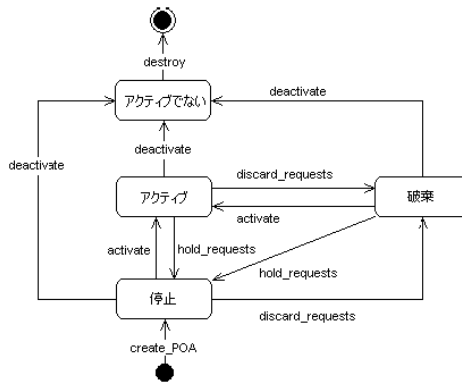 destroy
アクティブでない
deactivate
deactivate
deactivate
discard_requests
アクティブ
破棄
activate
activate
hold_requests
hold_requests
停止
discard_requests
create_POA